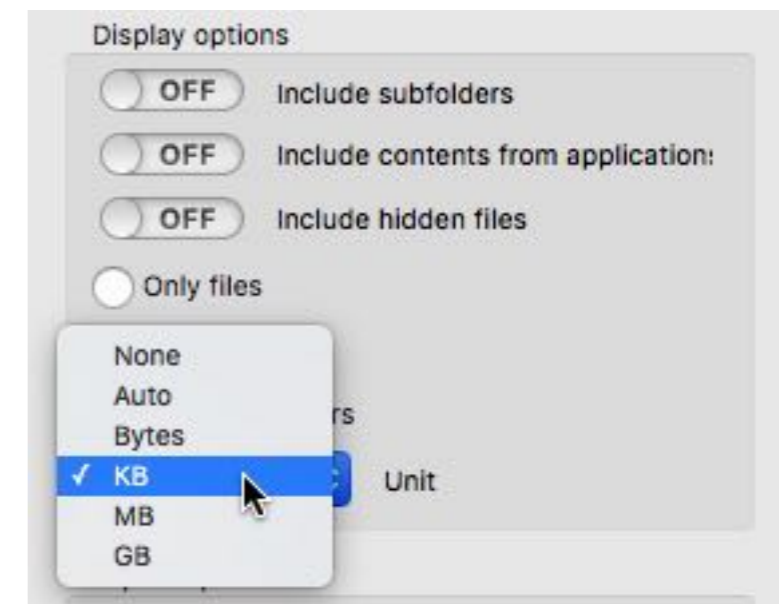 Display options
OFF Include subfolders
OFF Include contents from application
OFF Include hidden files
Only files
None
Auto
Bytes
rs
✓ KB
Unit
MB
GB